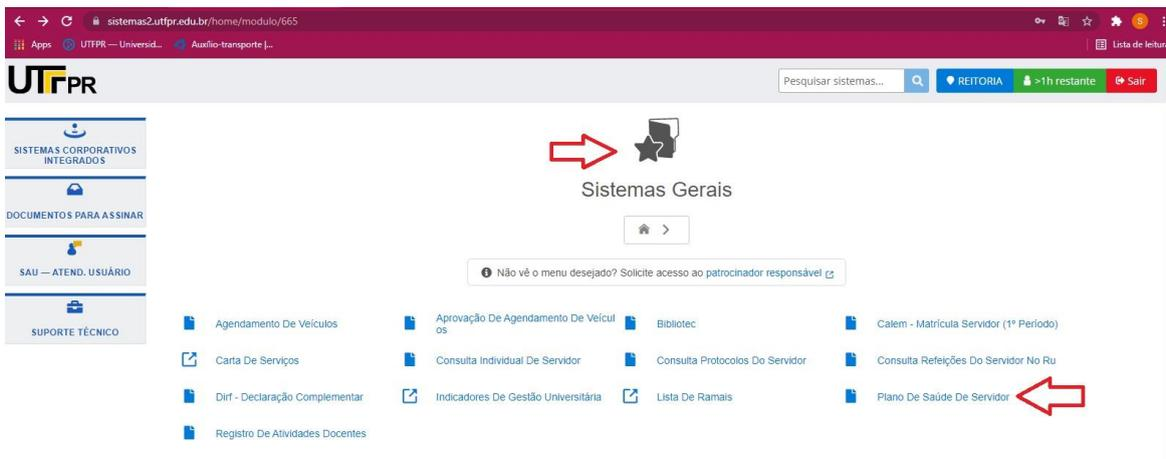 sistemas2.utfpr.edu.br/home/modulo/665
S
Apps UTFPR — Universid... Auxílio-transporte |...
Lista de leitura
UTFPR
Pesquisar sistemas...
REITORIA
>1h restante
Sair
SISTEMAS CORPORATIVOS
INTEGRADOS
DOCUMENTOS PARA ASSINAR
SAU — ATEND. USUÁRIO
SUPORTE TÉCNICO
Sistemas Gerais
Não vê o menu desejado? Solicite acesso ao patrocinador responsável
Agendamento De Veículos
Aprovação De Agendamento De Veícul
os
Bibliotec
Calem - Matrícula Servidor (1º Período)
Carta De Serviços
Consulta Individual De Servidor
Consulta Protocolos Do Servidor
Consulta Refeições Do Servidor No Ru
Dirf - Declaração Complementar
Indicadores De Gestão Universitária
Lista De Ramais
Plano De Saúde De Servidor
Registro De Atividades Docentes